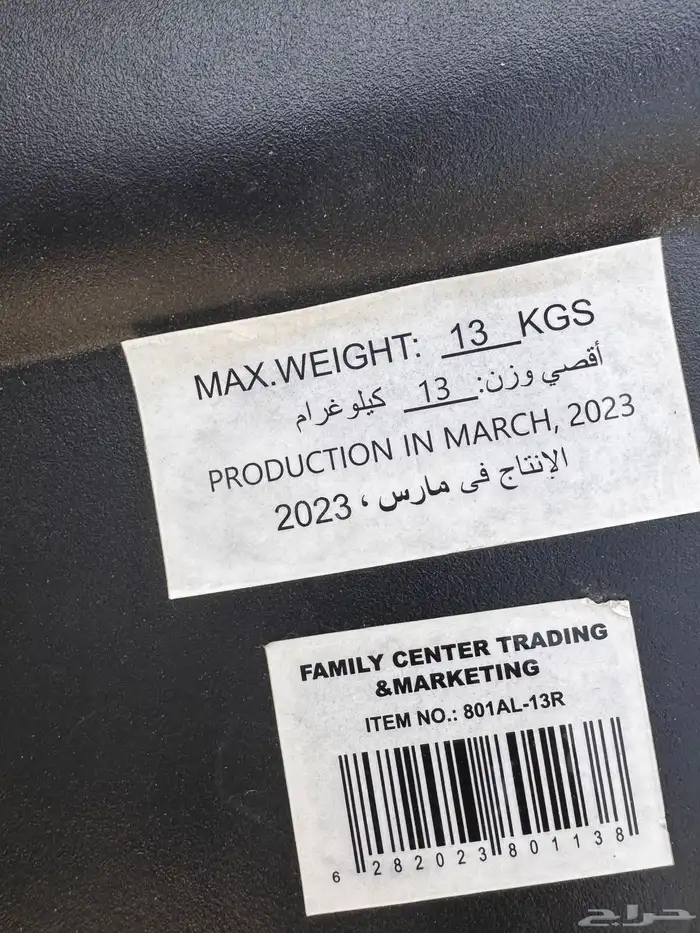 MAX.WEIGHT: 13 KGS
أقصي وزن: 13 كيلوغرام
PRODUCTION IN MARCH, 2023
الإنتاج فى مارس ، 2023
FAMILY CENTER TRADING
&MARKETING
ITEM NO.: 801AL-13R
6 282023 801138
حراج